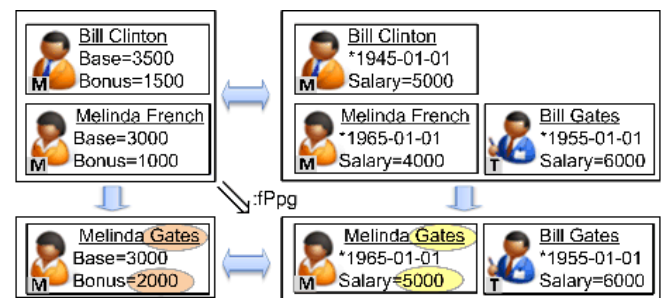 Bill Clinton
Base=3500
Bonus=1500
M
Melinda French
Base=3000
Bonus=1000
M
Bill Clinton
*1945-01-01
Salary=5000
M
Melinda French
*1965-01-01
Salary=4000
M
Bill Gates
*1955-01-01
Salary=6000
T
:fPpg
Melinda Gates
Base=3000
Bonus=2000
M
Melinda Gates
*1965-01-01
Salary=5000
M
Bill Gates
*1955-01-01
Salary=6000
T